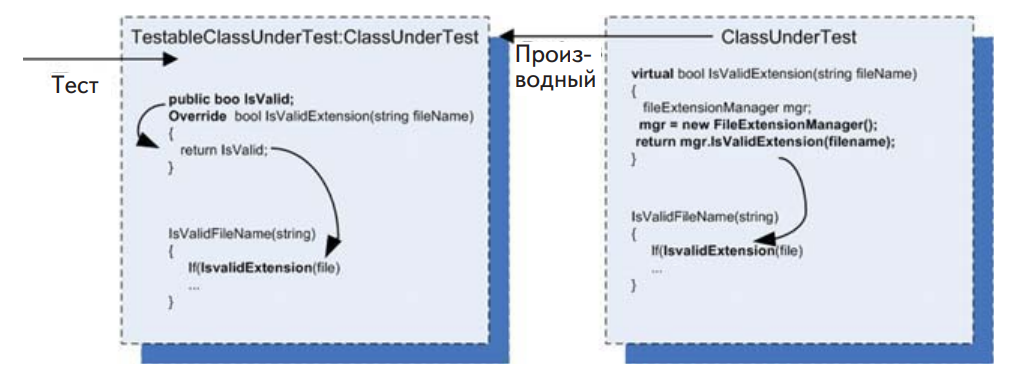 Тест
TestableClassUnderTest:ClassUnderTest
public boo IsValid;
Override bool IsValidExtension(string fileName)
{
return IsValid;
}
IsValidFileName(string)
{
If(IsvalidExtension(file)
...
}
Произ-
водный
ClassUnderTest
virtual bool IsValidExtension(string fileName)
{
fileExtensionManager mgr;
mgr = new FileExtensionManager();
return mgr.IsValidExtension(filename);
}
IsValidFileName(string)
{
If(IsvalidExtension(file)
...
}